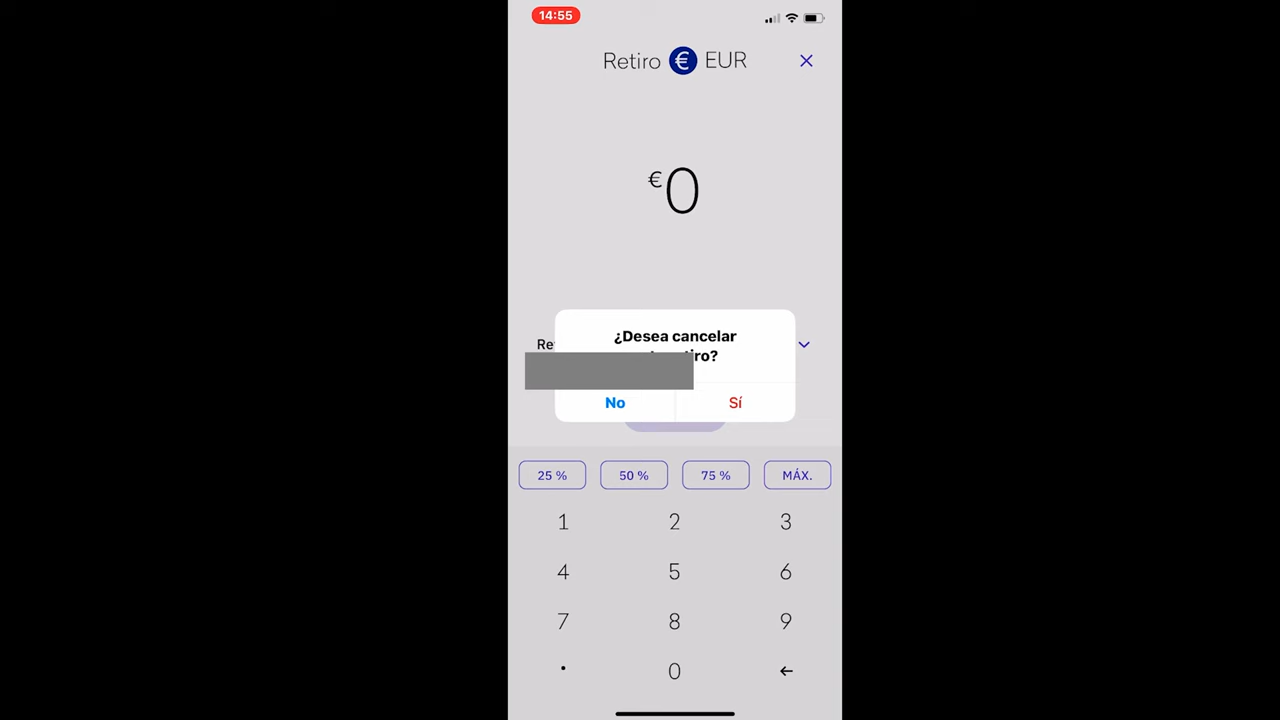 14:55
Retiro € EUR
€0
Re
¿Desea cancelar
?
No Sí
25 % 50 % 75 % MÁX.
1 2 3
4 5 6
7 8 9
. 0